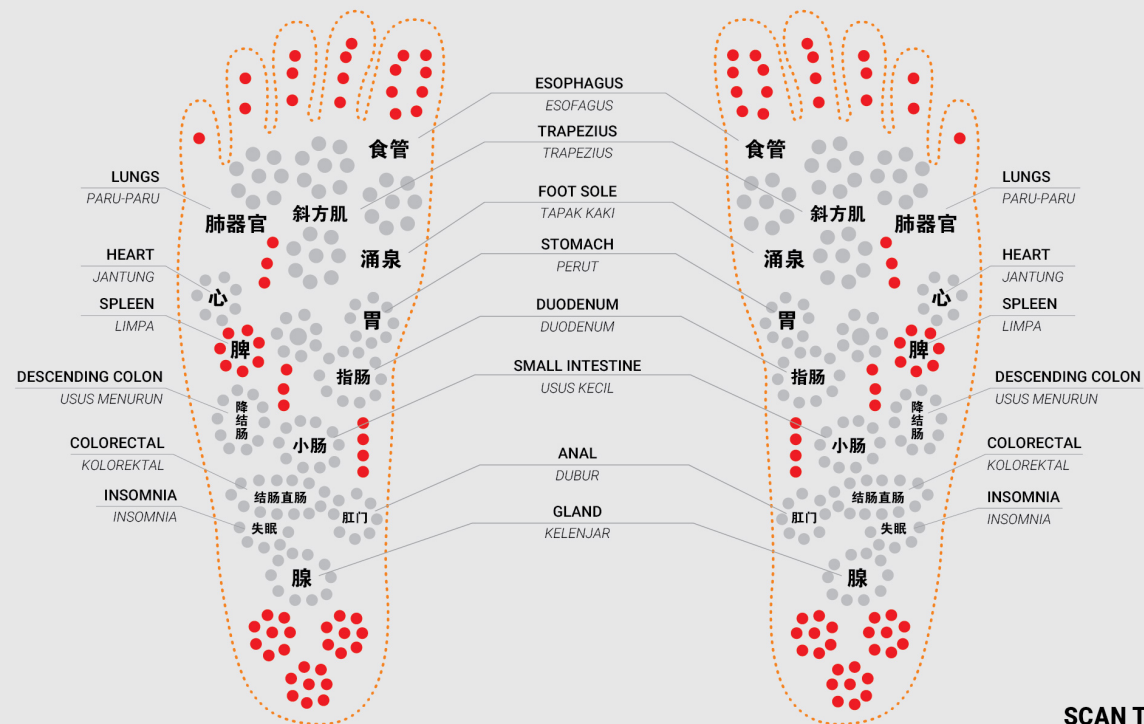 ESOPHAGUS
ESOFAGUS
TRAPEZIUS
TRAPEZIUS
FOOT SOLE
TAPAK KAKI
STOMACH
PERUT
DUODENUM
DUODENUM
SMALL INTESTINE
USUS KECIL
ANAL
DUBUR
GLAND
KELENJAR
LUNGS
PARU-PARU
HEART
JANTUNG
SPLEEN
LIMPA
DESCENDING COLON
USUS MENURUN
COLORECTAL
KOLOREKTAL
INSOMNIA
INSOMNIA
食管
斜方肌
肺器官
涌泉
心
胃
脾
指肠
降结肠
小肠
结肠直肠
肛门
失眠
腺
食管
斜方肌
肺器官
涌泉
心
胃
脾
指肠
降结肠
小肠
结肠直肠
肛门
失眠
腺
LUNGS
PARU-PARU
HEART
JANTUNG
SPLEEN
LIMPA
DESCENDING COLON
USUS MENURUN
COLORECTAL
KOLOREKTAL
INSOMNIA
INSOMNIA
SCAN T